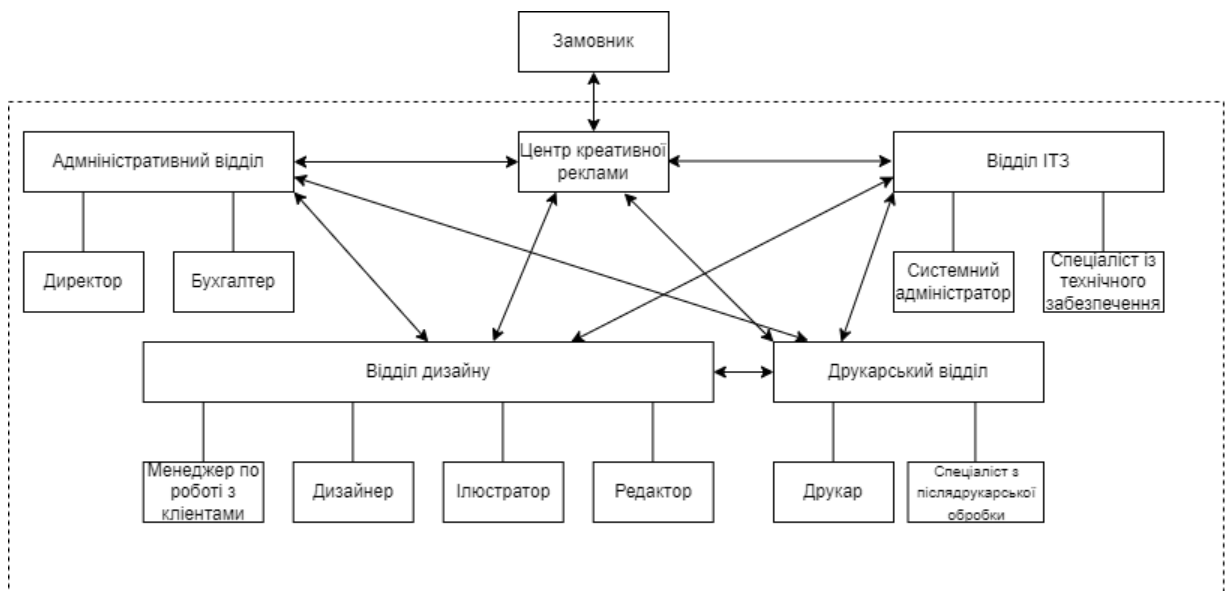 Замовник
Адміністративний відділ
Центр креативної
реклами
Відділ ІТЗ
Директор
Бухгалтер
Системний
адміністратор
Спеціаліст із
технічного
забезпечення
Відділ дизайну
Друкарський відділ
Менеджер по
роботі з
кліентами
Дизайнер
Ілюстратор
Редактор
Друкар
Спеціаліст з
післядрукарської
обробки